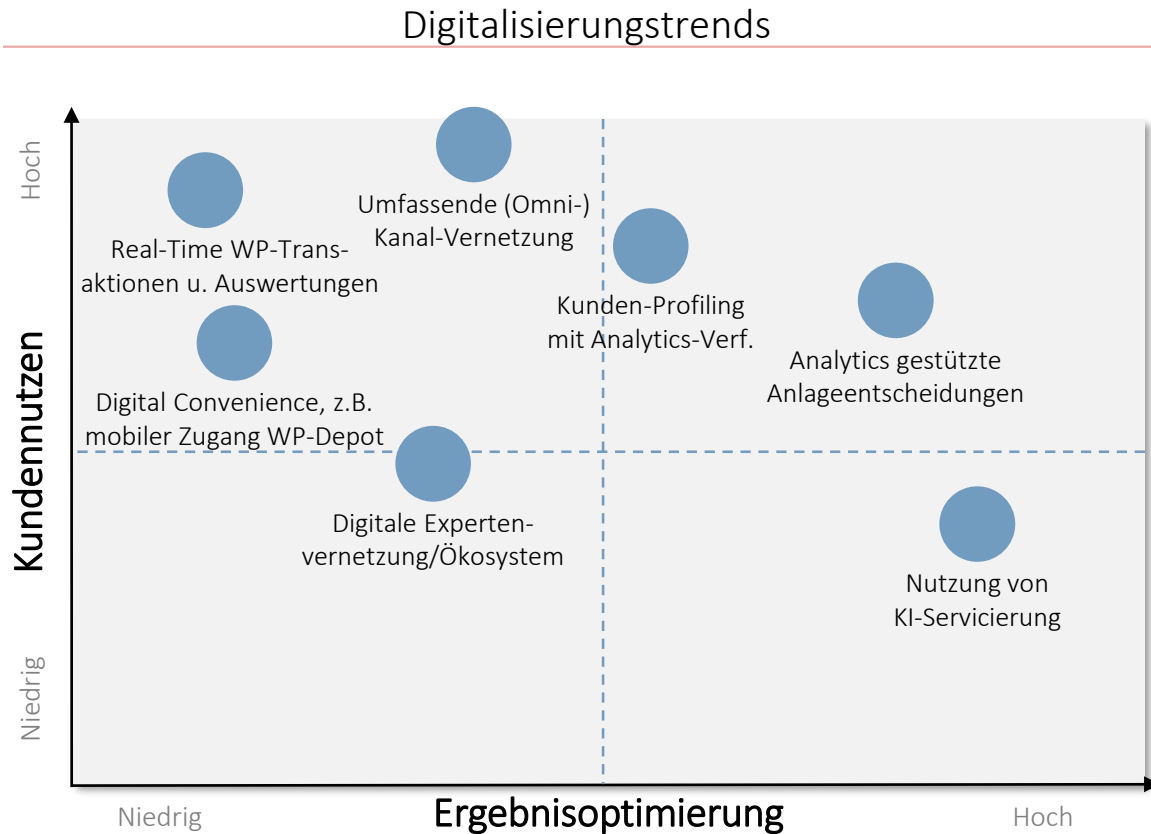 Digitalisierungstrends
Hoch
Umfassende (Omni-)
Kanal-Vernetzung
Real-Time WP-Trans-
aktionen u. Auswertungen
Kunden-Profiling
mit Analytics-Verf.
Analytics gestützte
Anlageentscheidungen
Digital Convenience, z.B.
mobiler Zugang WP-Depot
Kundennutzen
Digitale Experten-
vernetzung/Ökosystem
Nutzung von
KI-Servicierung
Niedrig
Niedrig
Ergebnisoptimierung
Hoch